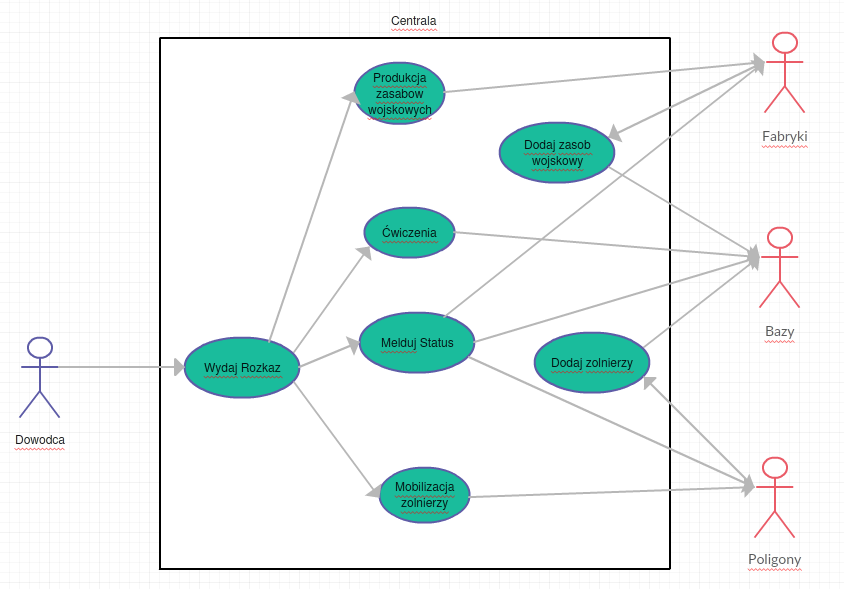 Centrala
Produkcja
zasabow
wojskowych
Fabryki
Dodaj zasob
wojskowy
Ćwiczenia
Bazy
Melduj Status
Wydaj Rozkaz
Dodaj zolnierzy
Dowodca
Mobilizacja
zolnierzy
Poligony